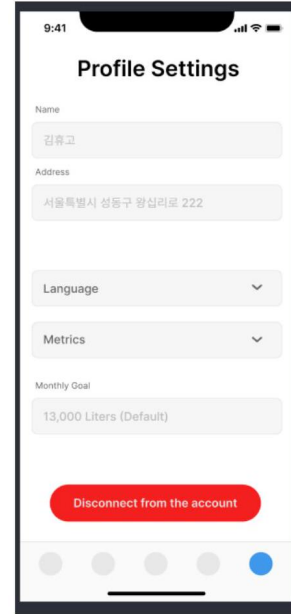 9:41
Profile Settings
Name
김휴고
Address
서울특별시 성동구 왕십리로 222
Language
Metrics
Monthly Goal
13,000 Liters (Default)
Disconnect from the account